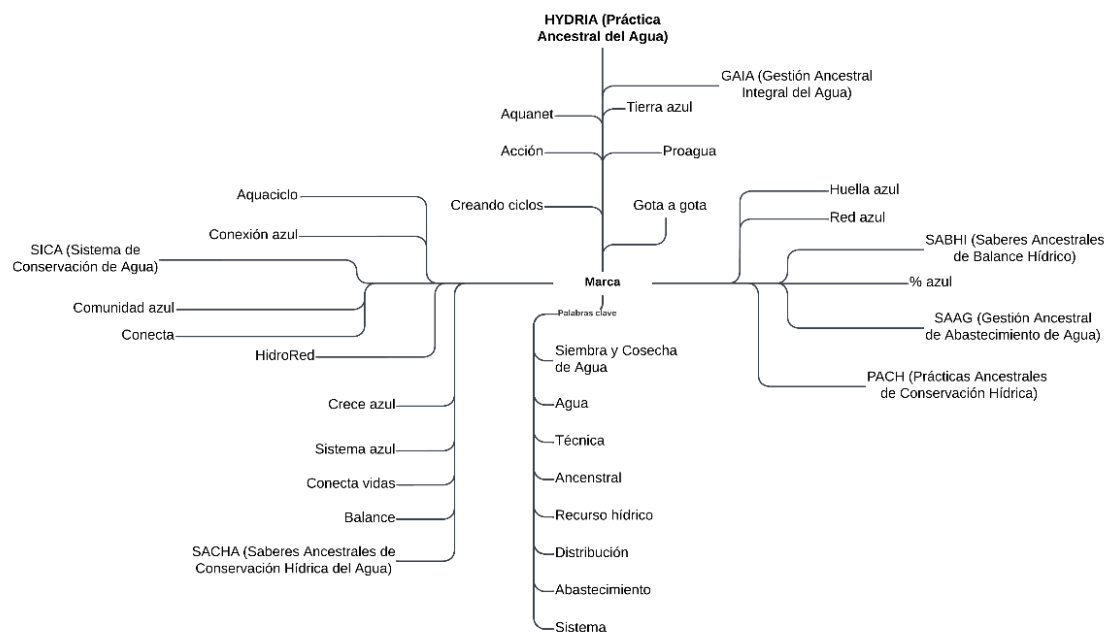 HYDRIA (Práctica
Ancestral del Agua)
GAIA (Gestión Ancestral
Integral del Agua)
Aquanet
Tierra azul
Acción
Proagua
Creando ciclos
Gota a gota
Aquaciclo
Conexión azul
SICA (Sistema de
Conservación de Agua)
Comunidad azul
Conecta
HidroRed
Crece azul
Sistema azul
Conecta vidas
Balance
SACHA (Saberes Ancestrales de
Conservación Hídrica del Agua)
Marca
Palabras clave
Siembra y Cosecha
de Agua
Agua
Técnica
Ancenstral
Recurso hídrico
Distribución
Abastecimiento
Sistema
Huella azul
Red azul
SABHI (Saberes Ancestrales
de Balance Hídrico)
% azul
SAAG (Gestión Ancestral
de Abastecimiento de Agua)
PACH (Prácticas Ancestrales
de Conservación Hídrica)